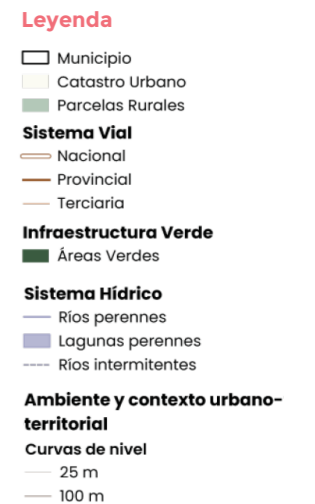 Leyenda
Municipio
Catastro Urbano
Parcelas Rurales
Sistema Vial
Nacional
Provincial
Terciaria
Infraestructura Verde
Áreas Verdes
Sistema Hídrico
Ríos perennes
Lagunas perennes
Ríos intermitentes
Ambiente y contexto urbano-
territorial
Curvas de nivel
25 m
100 m